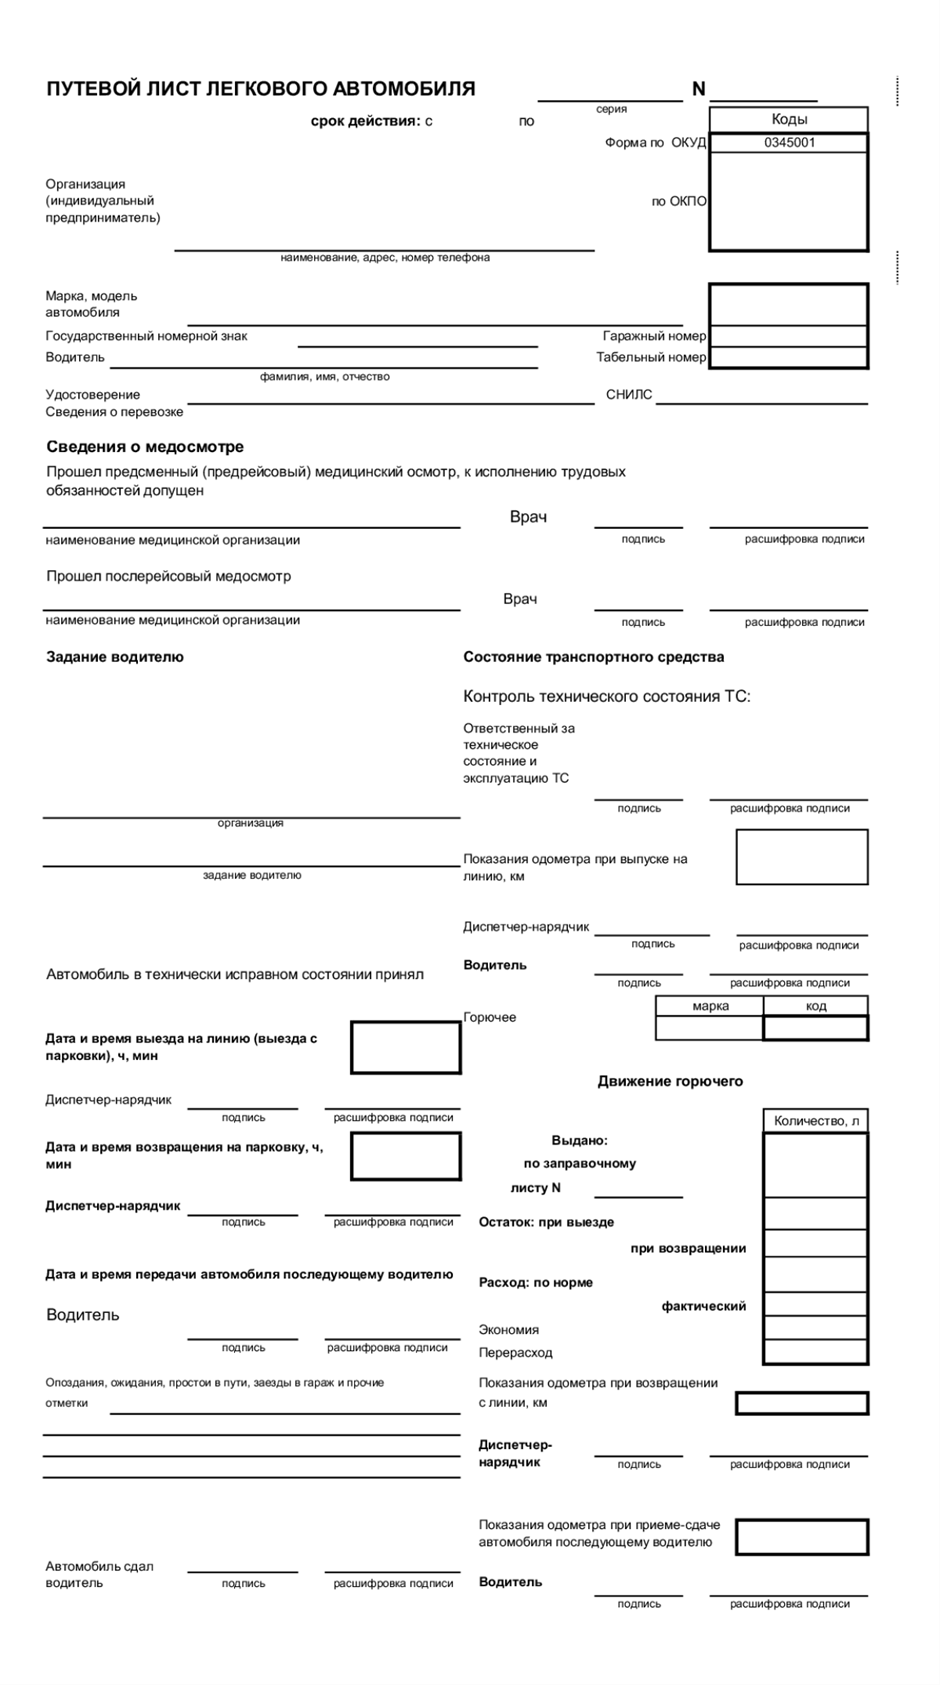 ПУТЕВОЙ ЛИСТ ЛЕГКОВОГО АВТОМОБИЛЯ N
серия
срок действия: с по
Коды
Форма по ОКУД 0345001
Организация
(индивидуальный
предприниматель)
по ОКПО
наименование, адрес, номер телефона
Марка, модель
автомобиля
Государственный номерной знак Гаражный номер
Водитель Табельный номер
фамилия, имя, отчество
Удостоверение СНИЛС
Сведения о перевозке
Сведения о медосмотре
Прошел предсменный (предрейсовый) медицинский осмотр, к исполнению трудовых
обязанностей допущен
Врач
наименование медицинской организации подпись расшифровка подписи
Прошел послерейсовый медосмотр
Врач
наименование медицинской организации подпись расшифровка подписи
Задание водителю
организация
задание водителю
Автомобиль в технически исправном состоянии принял
Дата и время выезда на линию (выезда с
парковки), ч, мин
Диспетчер-нарядчик
подпись расшифровка подписи
Дата и время возвращения на парковку, ч,
мин
Диспетчер-нарядчик
подпись расшифровка подписи
Дата и время передачи автомобиля последующему водителю
Водитель
подпись расшифровка подписи
Опоздания, ожидания, простои в пути, заезды в гараж и прочие
отметки
Автомобиль сдал
водитель
подпись расшифровка подписи
Состояние транспортного средства
Контроль технического состояния ТС:
Ответственный за
техническое
состояние и
эксплуатацию ТС
подпись расшифровка подписи
Показания одометра при выпуске на
линию, км
Диспетчер-нарядчик
подпись расшифровка подписи
Водитель
подпись расшифровка подписи
марка код
Горючее
Движение горючего
Количество, л
Выдано:
по заправочному
листу N
Остаток: при выезде
при возвращении
Расход: по норме
фактический
Экономия
Перерасход
Показания одометра при возвращении
с линии, км
Диспетчер-
нарядчик
подпись расшифровка подписи
Показания одометра при приеме-сдаче
автомобиля последующему водителю
Водитель
подпись расшифровка подписи